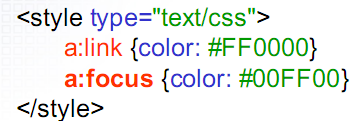 <style type="text/css">
a:link {color: #FF0000}
a:focus {color: #00FF00}
</style>